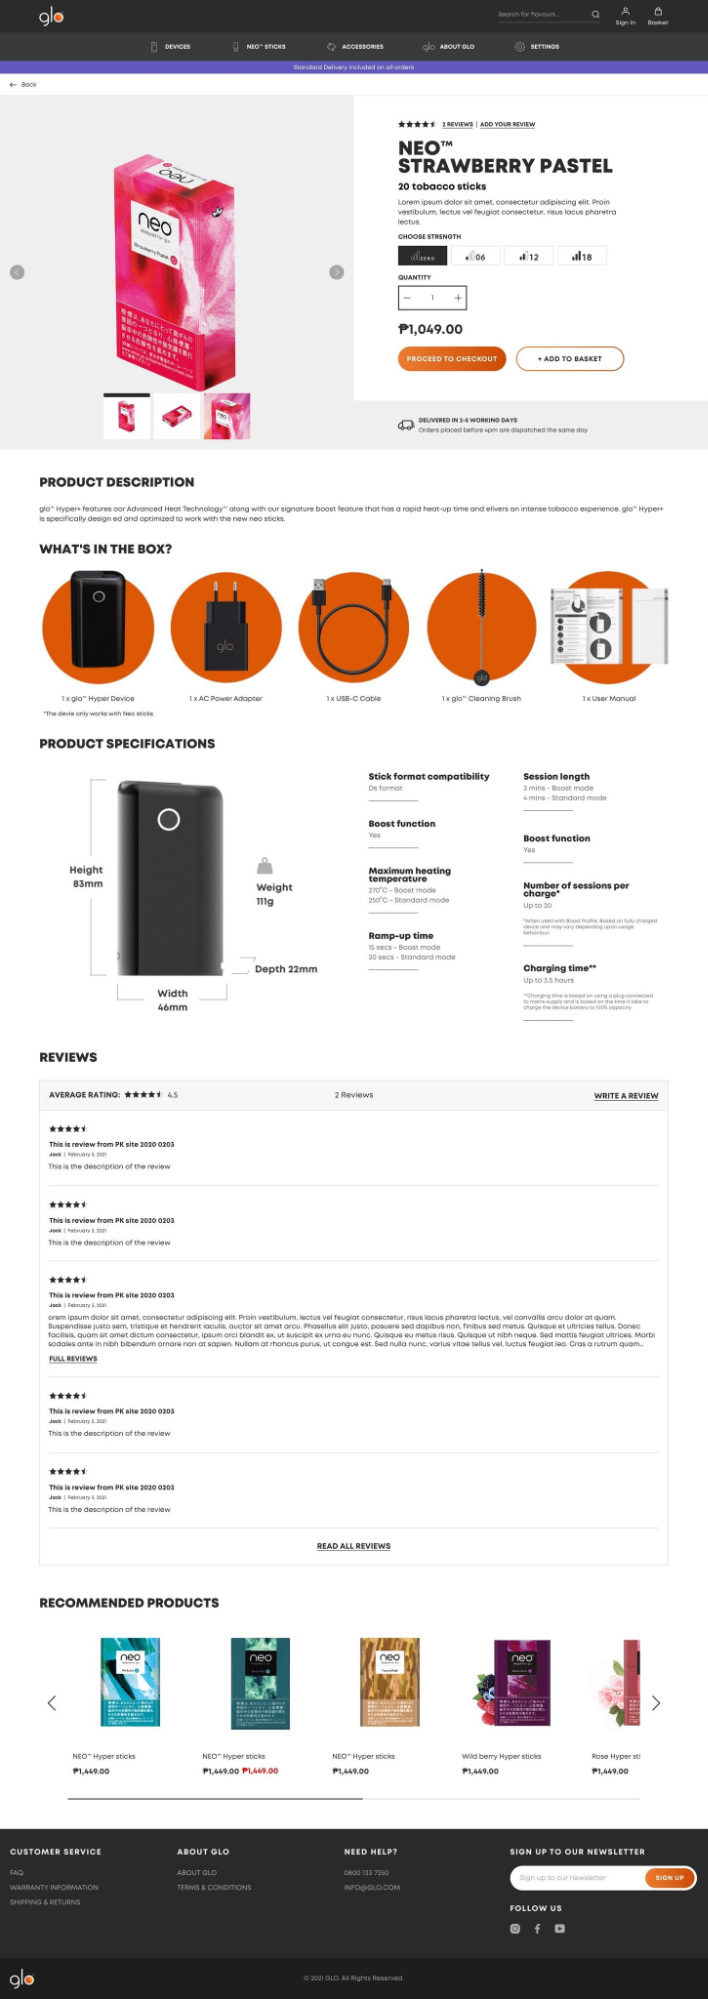 glo
Search for flavours...
Sign In
Basket
DEVICES
NEO™ STICKS
ACCESSORIES
glo ABOUT GLO
SETTINGS
Standard Delivery included on all orders
Back
2 REVIEWS | ADD YOUR REVIEW
NEO™
STRAWBERRY PASTEL
20 tobacco sticks
Lorem ipsum dolor sit amet, consectetur adipiscing elit. Proin
vestibulum, lectus vel feugiat consectetur, risus lacus pharetra
lectus.
CHOOSE STRENGTH
ZERO
06
12
18
QUANTITY
1
₱1,049.00
PROCEED TO CHECKOUT
+ ADD TO BASKET
neo
neo
designed for glo
Strawberry Pastel
DELIVERED IN 2-5 WORKING DAYS
Orders placed before 4pm are dispatched the same day
PRODUCT DESCRIPTION
glo™ Hyper+ features oor Advanced Heat Technology™ along with our signature boost feature that has a rapid heat-up time and elivers an intense tobacco experience. glo™ Hyper+
is specifically design ed and optimized to work with the new neo sticks.
WHAT'S IN THE BOX?
glo
glo
1 x glo™ Hyper Device
1 x AC Power Adapter
1 x USB-C Cable
1 x glo™ Cleaning Brush
1 x User Manual
*The devie only works with Neo sticks
PRODUCT SPECIFICATIONS
Height
83mm
Weight
111g
Depth 22mm
Width
46mm
Stick format compatibility
Ds format
Boost function
Yes
Maximum heating
temperature
270°C - Boost mode
250°C - Standard mode
Ramp-up time
15 secs - Boost mode
20 secs - Standard mode
Session length
3 mins - Boost mode
4 mins - Standard mode
Boost function
Yes
Number of sessions per
charge*
Up to 20
*When used with Boost Profile. Based on fully charged
device and may vary depending upon usage
behaviour.
Charging time**
Up to 3.5 hours
**Charging time is based on using a plug connected
to mains supply and is based on the time it take to
charge the device battery to 100% capacity
REVIEWS
AVERAGE RATING: 4.5
2 Reviews
WRITE A REVIEW
This is review from PK site 2020 0203
Jack | February 3, 2021
This is the description of the review
This is review from PK site 2020 0203
Jack | February 3, 2021
This is the description of the review
This is review from PK site 2020 0203
Jack | February 2, 2021
orem ipsum dolor sit amet, consectetur adipiscing elit. Proin vestibulum, lectus vel feugiat consectetur, risus lacus pharetra lectus, vel convallis arcu dolor at quam.
Suspendisse justo sem, tristique et hendrerit iaculis, auctor sit amet arcu. Phasellus elit justo, posuere sed dapibus non, finibus sed metus. Quisque et ultricies tellus. Donec
facilisis, quam sit amet dictum consectetur, ipsum orci blandit ex, ut suscipit ex urna eu nunc. Quisque eu metus risus. Quisque ut nibh neque. Sed mattis feugiat ultrices. Morbi
sodales ante in nibh bibendum ornare non at sapien. Nullam at rhoncus purus, ut congue est. Sed nulla nunc, varius vitae tellus vel, luctus feugiat leo. Cras a rutrum quam...
FULL REVIEWS
This is review from PK site 2020 0203
Jack | February 2, 2021
This is the description of the review
This is review from PK site 2020 0203
Jack | February 2, 2021
This is the description of the review
READ ALL REVIEWS
RECOMMENDED PRODUCTS
neo
neo
neo
neo
NEO™ Hyper sticks
NEO™ Hyper sticks
NEO™ Hyper sticks
Wild berry Hyper sticks
Rose Hyper sti
₱1,449.00
₱1,449.00 ₱1,449.00
₱1,449.00
₱1,449.00
₱1,449.00
CUSTOMER SERVICE
FAQ
WARRANTY INFORMATION
SHIPPING & RETURNS
ABOUT GLO
ABOUT GLO
TERMS & CONDITIONS
NEED HELP?
0800 133 7350
INFO@GLO.COM
SIGN UP TO OUR NEWSLETTER
Sign up to our newsletter
SIGN UP
FOLLOW US
glo
© 2021 GLO. All Rights Reserved.